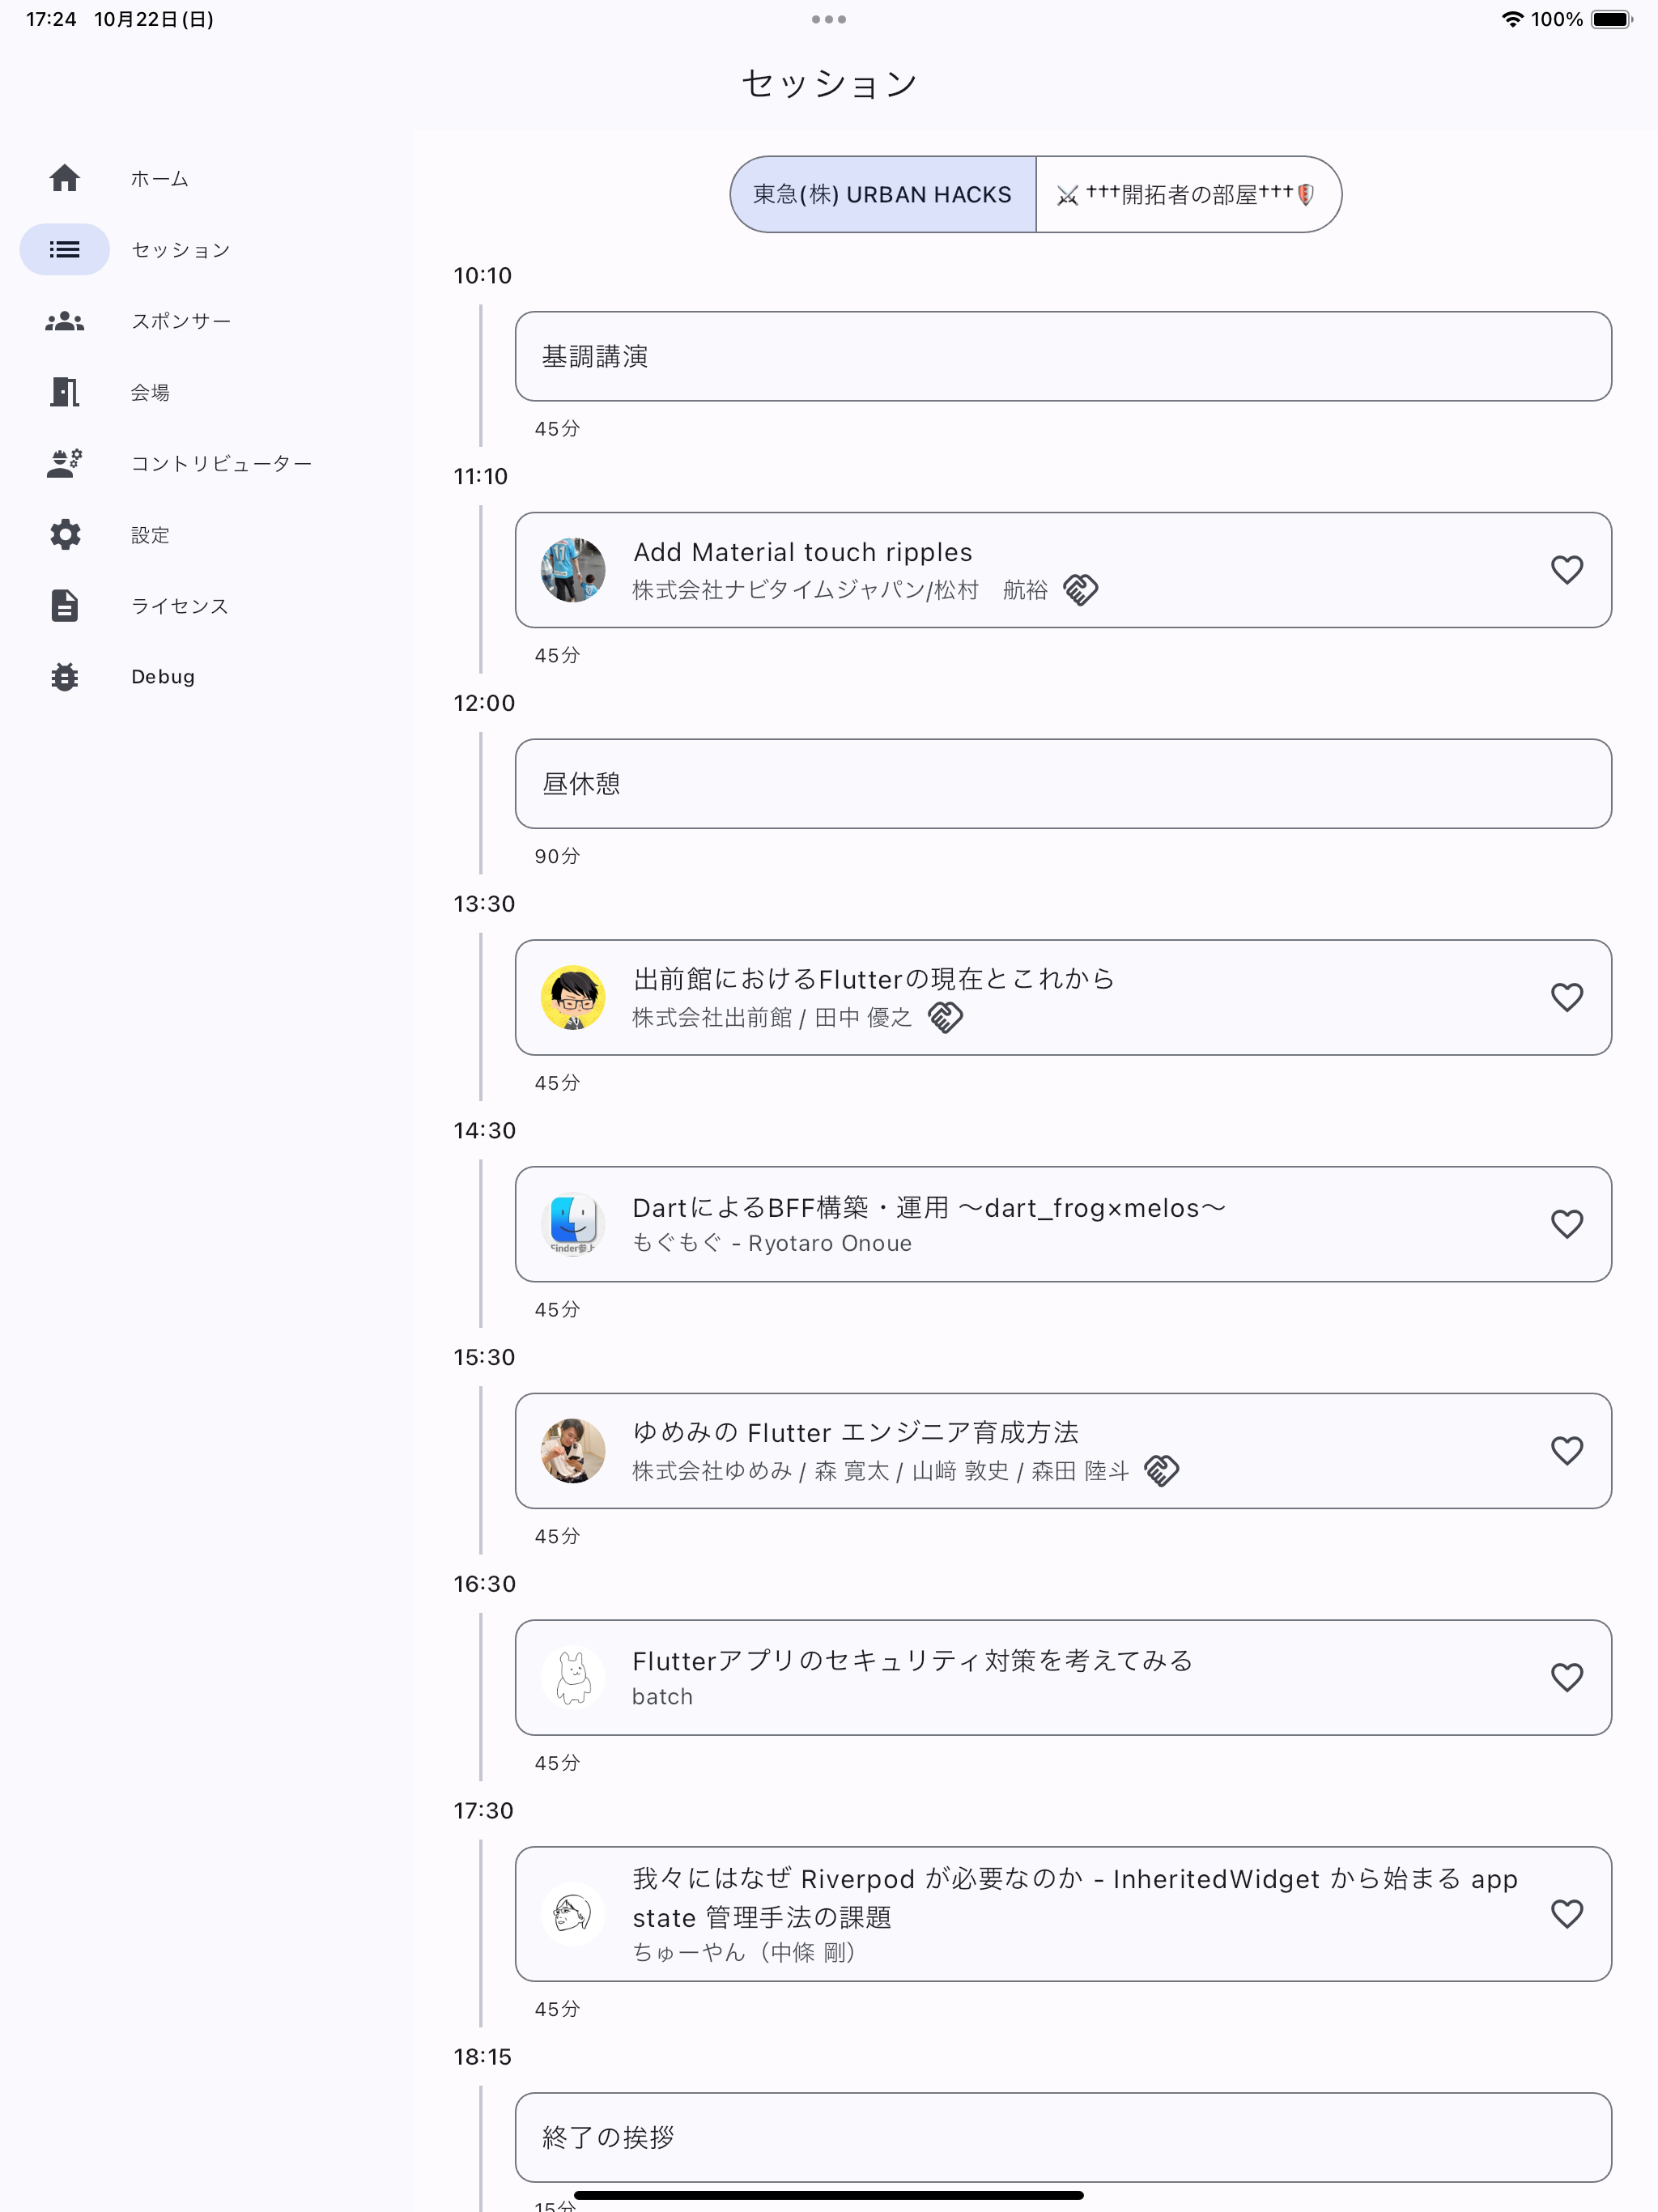 17:24 10月22日(日)
100%
セッション
ホーム
セッション
スポンサー
会場
コントリビューター
設定
ライセンス
Debug
東急(株) URBAN HACKS
⚔️ †††開拓者の部屋†††🛡️
10:10
基調講演
45分
11:10
Add Material touch ripples
株式会社ナビタイムジャパン/松村　航裕
45分
12:00
昼休憩
90分
13:30
出前館におけるFlutterの現在とこれから
株式会社出前館 / 田中 優之
45分
14:30
DartによるBFF構築・運用 〜dart_frog×melos〜
もぐもぐ - Ryotaro Onoue
Finder参上
45分
15:30
ゆめみの Flutter エンジニア育成方法
株式会社ゆめみ / 森 寛太 / 山﨑 敦史 / 森田 陸斗
45分
16:30
Flutterアプリのセキュリティ対策を考えてみる
batch
45分
17:30
我々にはなぜ Riverpod が必要なのか - InheritedWidget から始まる app
state 管理手法の課題
ちゅーやん（中條 剛）
45分
18:15
終了の挨拶
15分